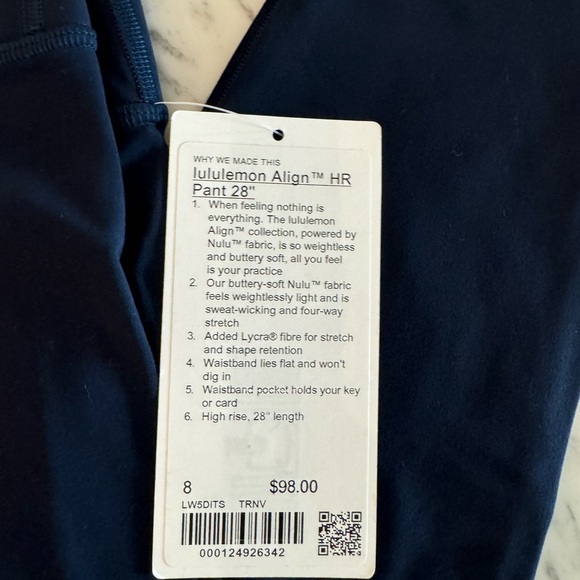 WHY WE MADE THIS
lululemon Align™ HR
Pant 28"
1. When feeling nothing is
everything. The lululemon
Align™ collection, powered by
Nulu™ fabric, is so weightless
and buttery soft, all you feel
is your practice
2. Our buttery-soft Nulu™ fabric
feels weightlessly light and is
sweat-wicking and four-way
stretch
3. Added Lycra® fibre for stretch
and shape retention
4. Waistband lies flat and won't
dig in
5. Waistband pocket holds your key
or card
6. High rise, 28" length
8 $98.00
LW5DITS TRNV
000124926342